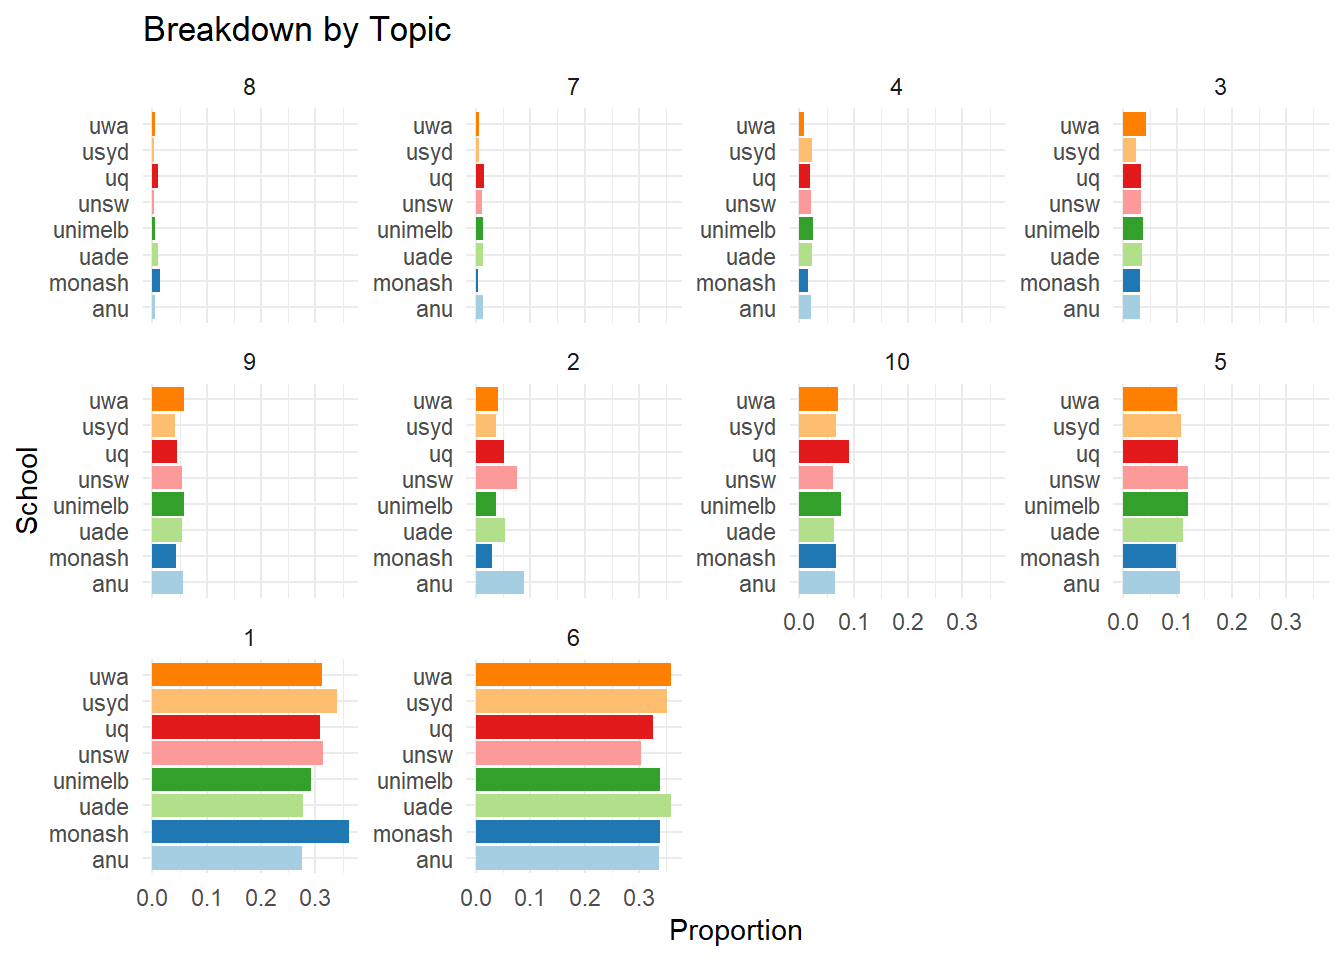 Breakdown by Topic
8
7
4
3
uwa
usyd
uq
unsw
unimelb
uade
monash
anu
uwa
usyd
uq
unsw
unimelb
uade
monash
anu
uwa
usyd
uq
unsw
unimelb
uade
monash
anu
uwa
usyd
uq
unsw
unimelb
uade
monash
anu
9
2
10
5
uwa
usyd
uq
unsw
unimelb
uade
monash
anu
uwa
usyd
uq
unsw
unimelb
uade
monash
anu
uwa
usyd
uq
unsw
unimelb
uade
monash
anu
0.0 0.1 0.2 0.3
uwa
usyd
uq
unsw
unimelb
uade
monash
anu
0.0 0.1 0.2 0.3
1
6
uwa
usyd
uq
unsw
unimelb
uade
monash
anu
0.0 0.1 0.2 0.3
uwa
usyd
uq
unsw
unimelb
uade
monash
anu
0.0 0.1 0.2 0.3
School
Proportion